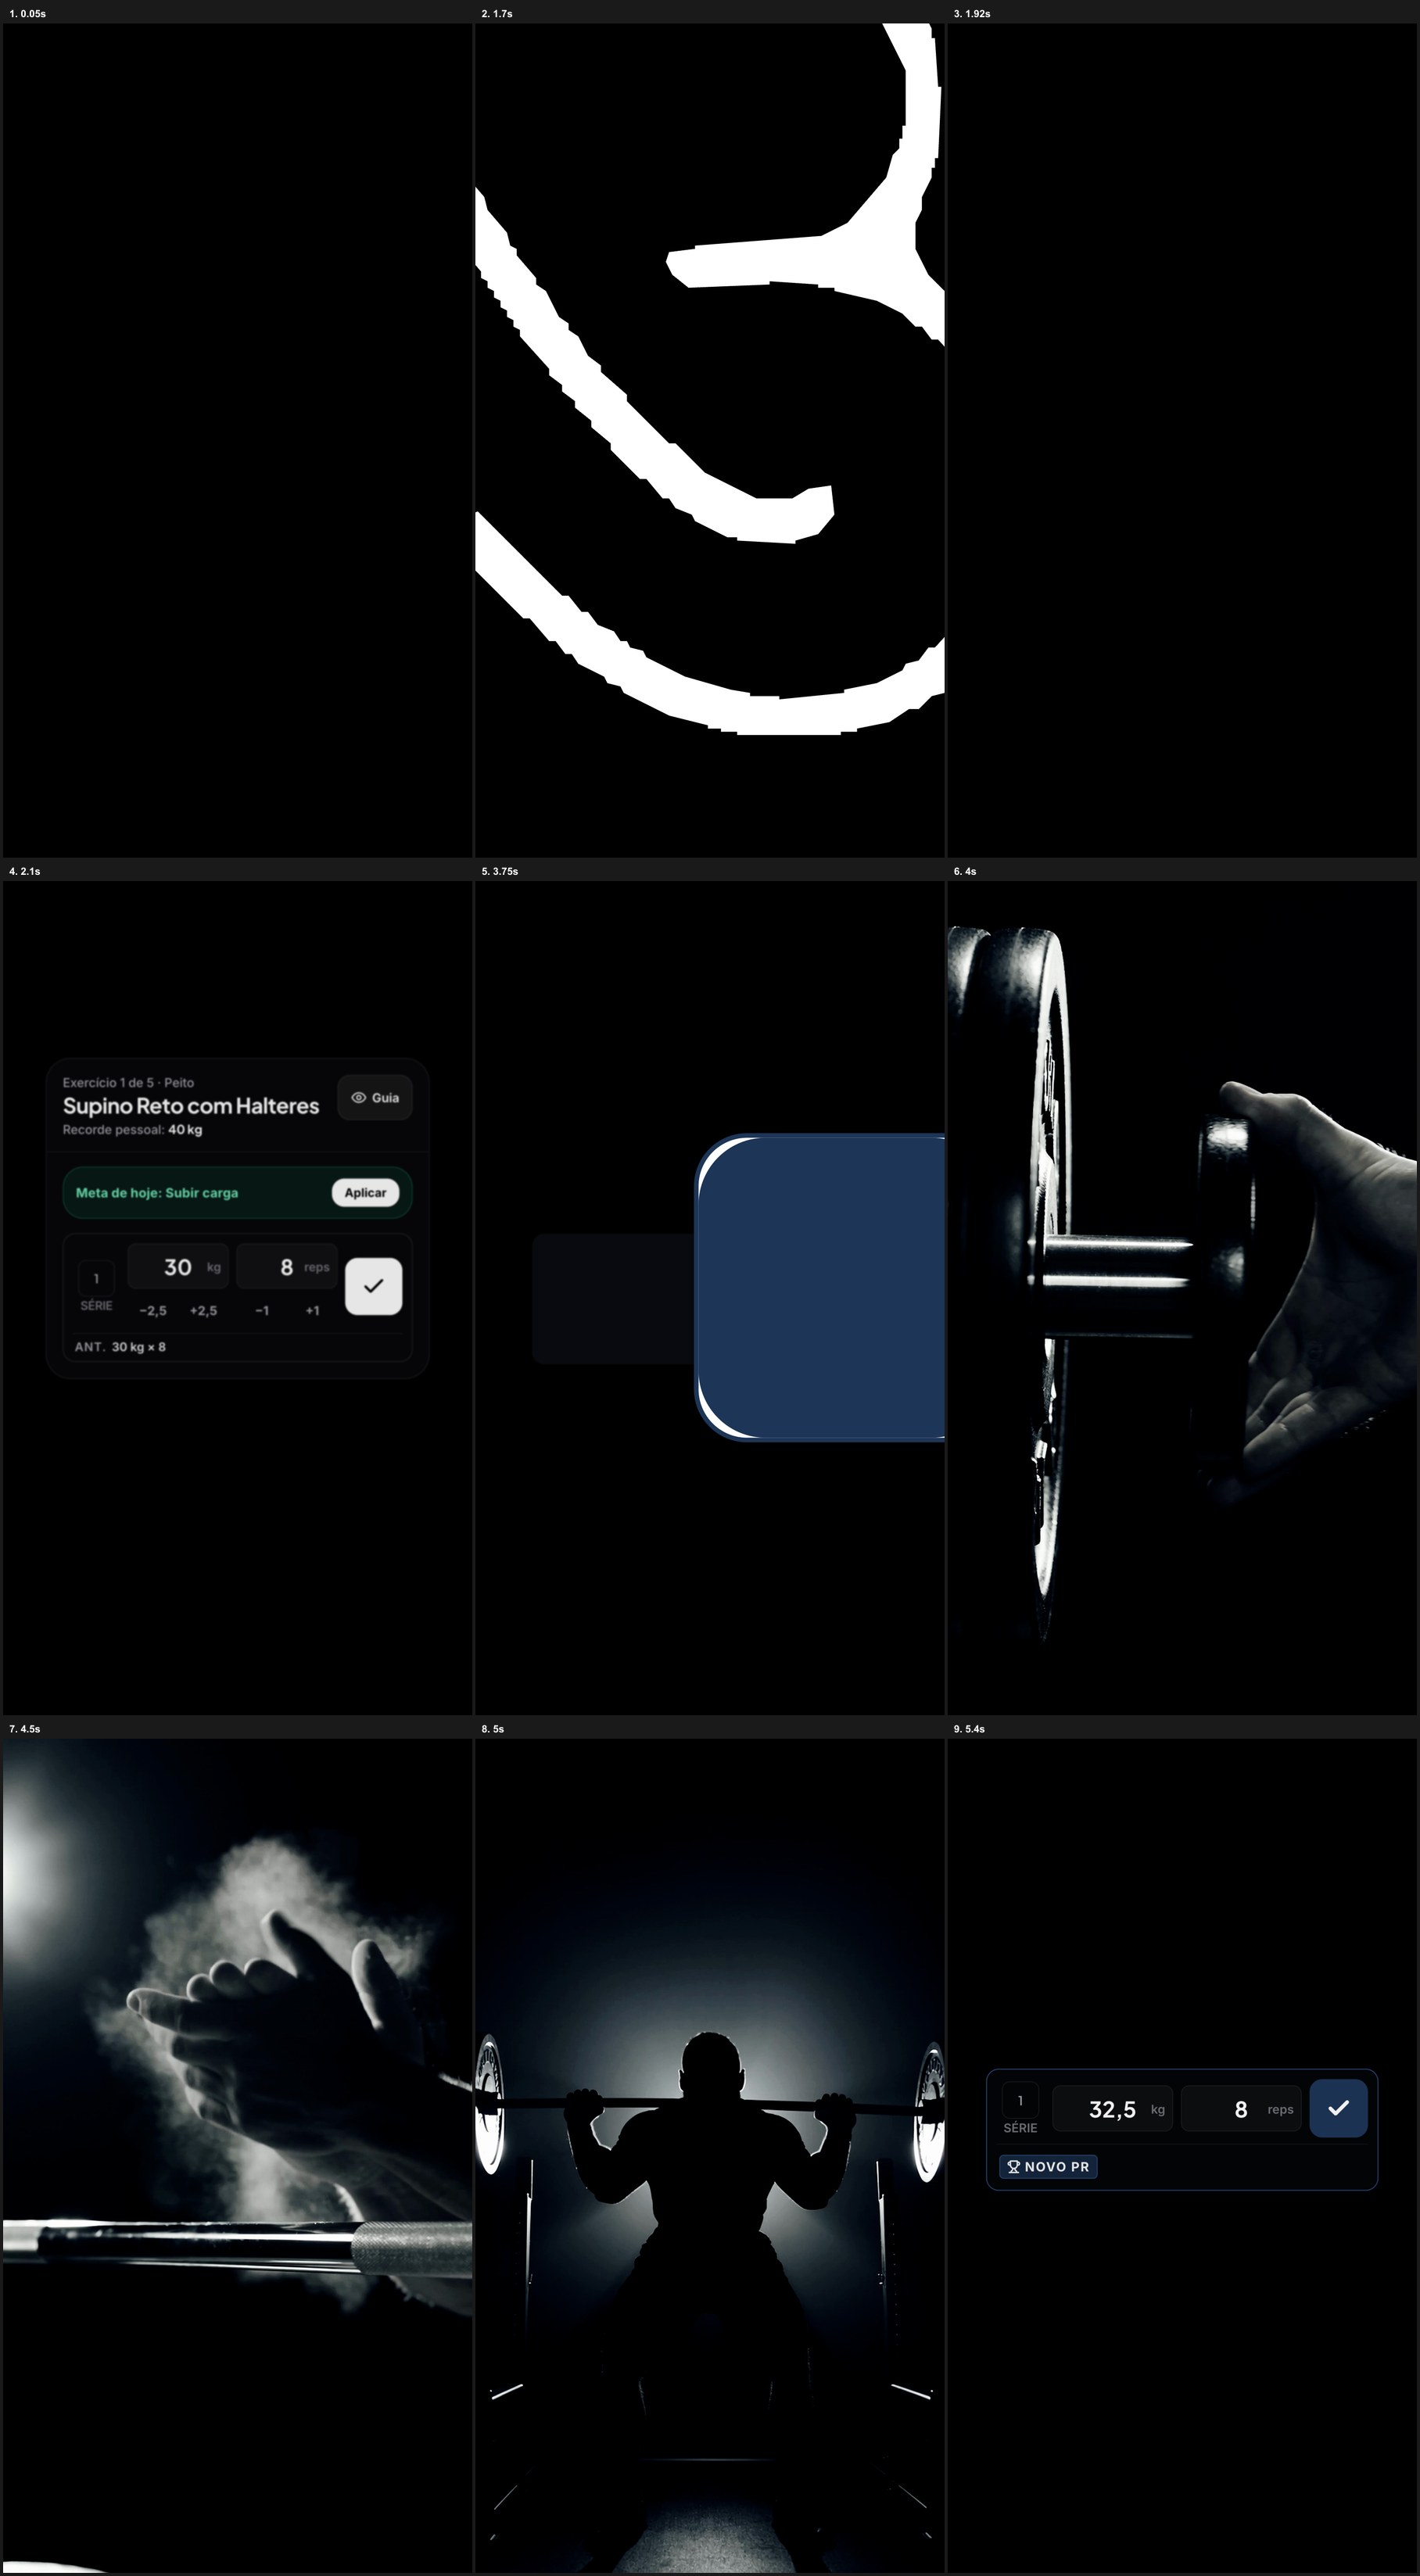 1. 0.05s
2. 1.7s
3. 1.92s
4. 2.1s
Exercício 1 de 5 · Peito
Supino Reto com Halteres
Recorde pessoal: 40 kg
Guia
Meta de hoje: Subir carga
Aplicar
1
SÉRIE
30 kg
8 reps
−2,5 +2,5
−1 +1
ANT. 30 kg × 8
5. 3.75s
6. 4s
7. 4.5s
8. 5s
9. 5.4s
1
SÉRIE
32,5 kg
8 reps
NOVO PR